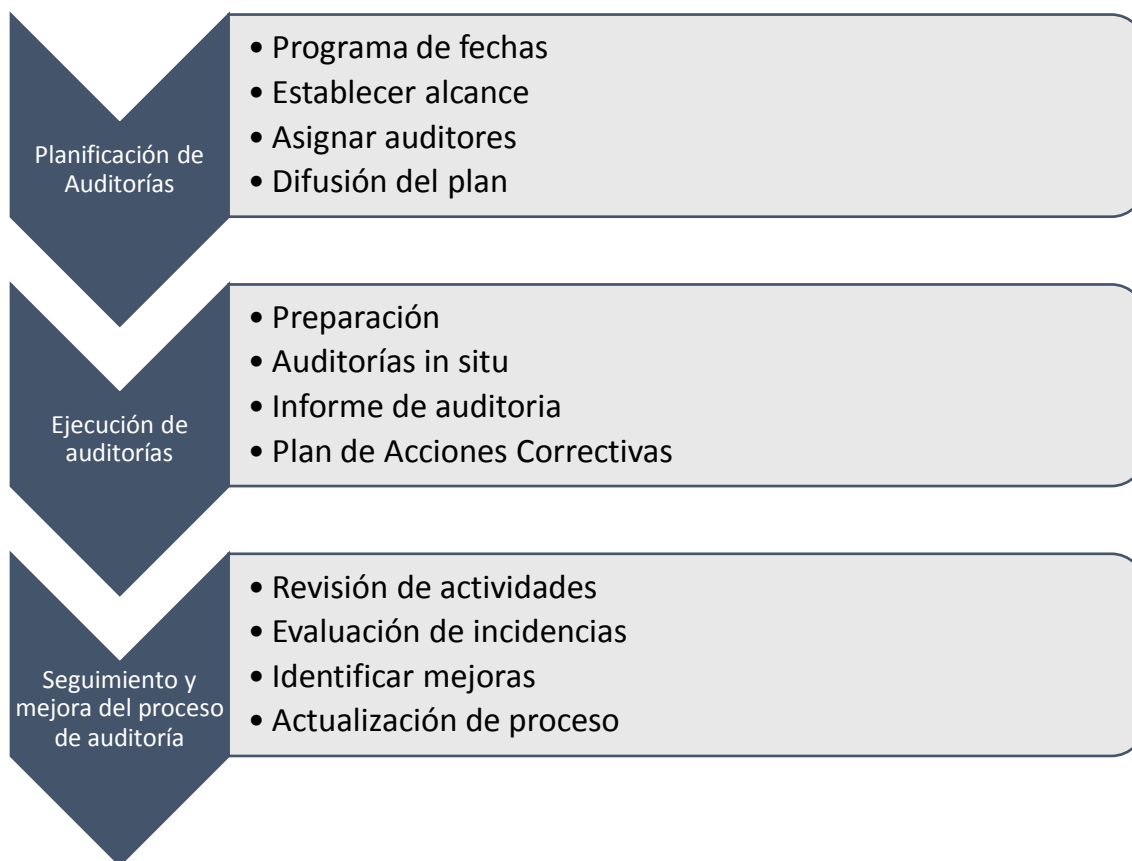 Planificación de
Auditorías
• Programa de fechas
• Establecer alcance
• Asignar auditores
• Difusión del plan
Ejecución de
auditorías
• Preparación
• Auditorías in situ
• Informe de auditoria
• Plan de Acciones Correctivas
Seguimiento y
mejora del proceso
de auditoría
• Revisión de actividades
• Evaluación de incidencias
• Identificar mejoras
• Actualización de proceso